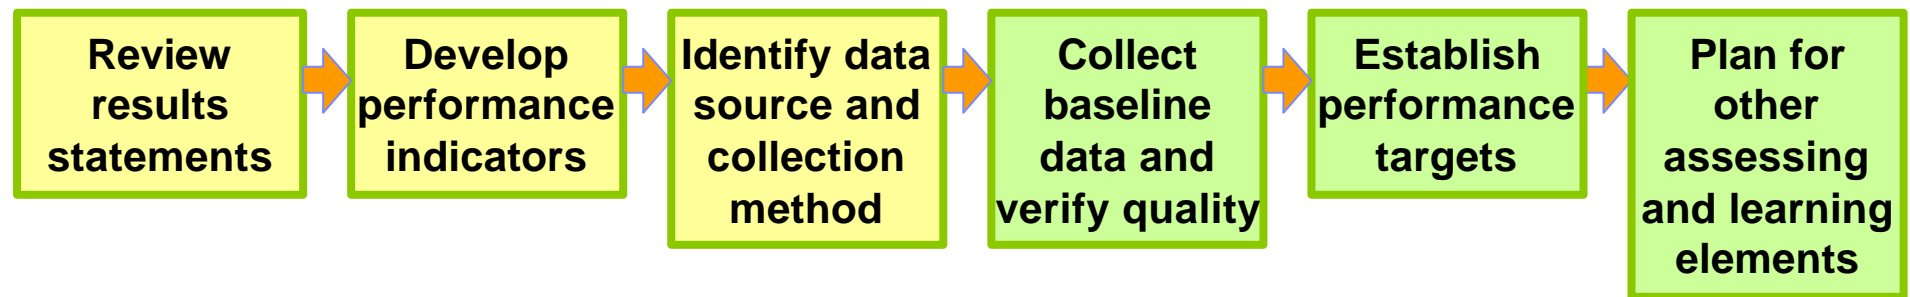 Review
results
statements
Develop
performance
indicators
Identify data
source and
collection
method
Collect
baseline
data and
verify quality
Establish
performance
targets
Plan for
other
assessing
and learning
elements